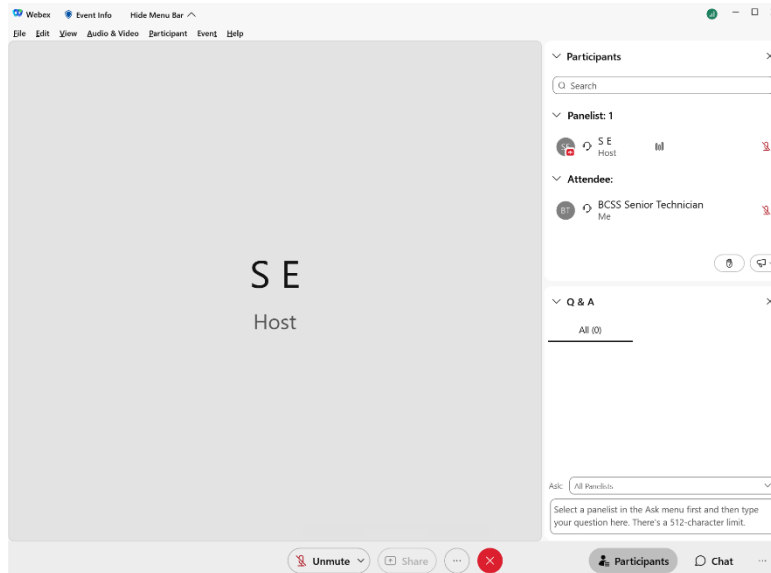 Webex Event Info Hide Menu Bar
File Edit View Audio & Video Participant Event Help
S E
Host
Participants
Search
Panelist: 1
SE
S E
Host
Attendee:
BT
BCSS Senior Technician
Me
Q & A
All (0)
Ask: All Panelists
Select a panelist in the Ask menu first and then type
your question here. There's a 512-character limit.
Unmute Share Participants Chat